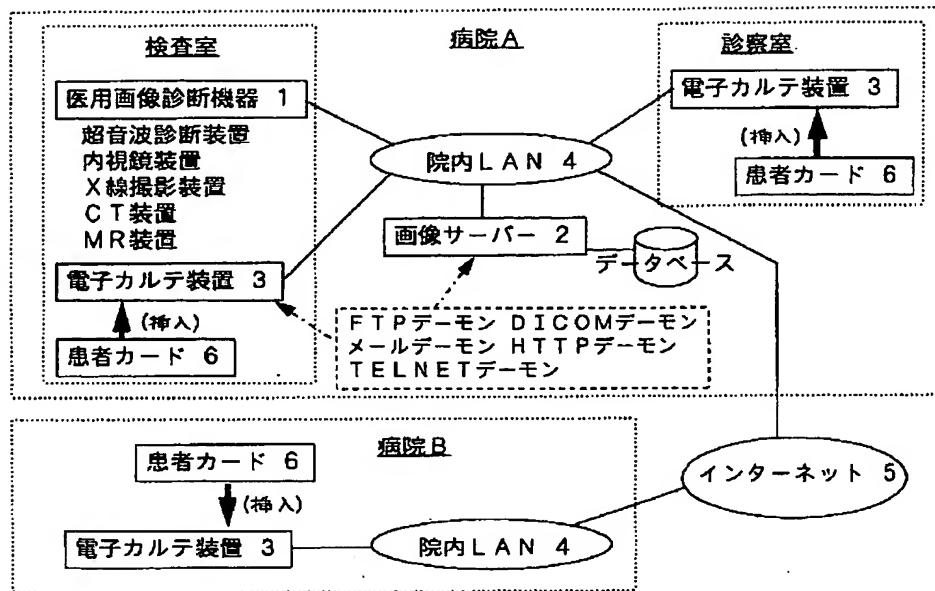 病院A
検査室
医用画像診断機器 1
超音波診断装置
内視鏡装置
X線撮影装置
CT装置
MR装置
電子カルテ装置 3
(挿入)
患者カード 6
院内LAN 4
画像サーバー 2
データベース
FTPデーモン DICOMデーモン
メールデーモン HTTPデーモン
TELNETデーモン
診察室
電子カルテ装置 3
(挿入)
患者カード 6
病院B
患者カード 6
(挿入)
電子カルテ装置 3
院内LAN 4
インターネット 5